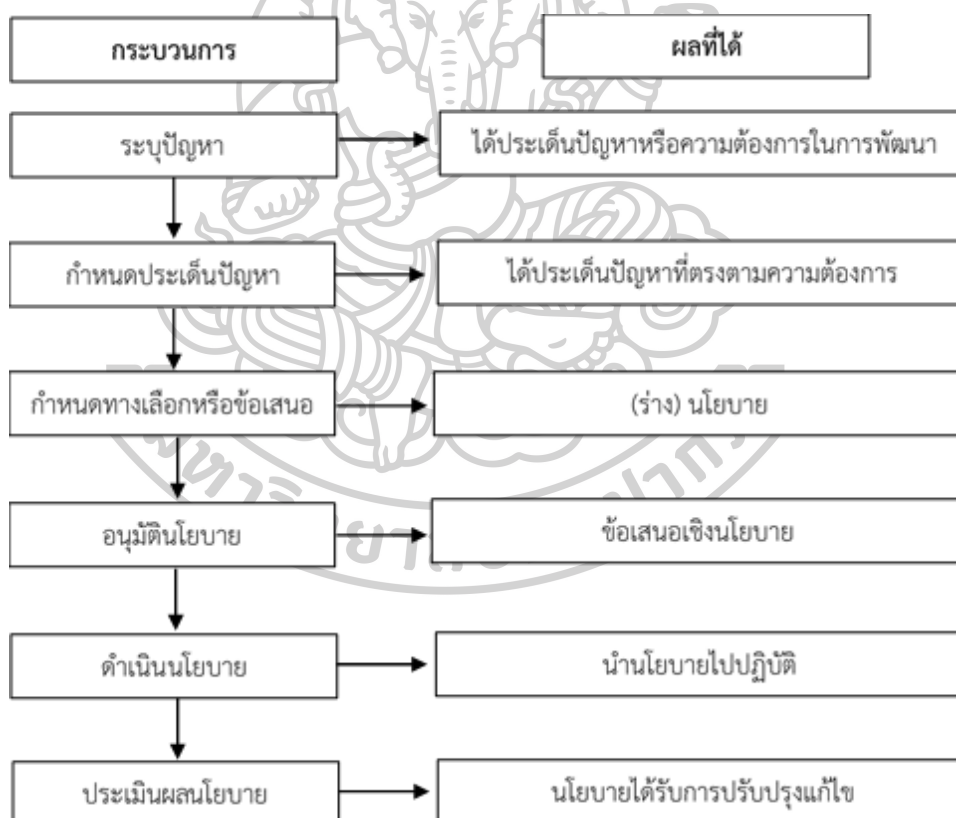 กระบวนการ
ผลที่ได้
ระบุปัญหา
ได้ประเด็นปัญหาหรือความต้องการในการพัฒนา
กำหนดประเด็นปัญหา
ได้ประเด็นปัญหาที่ตรงตามความต้องการ
กำหนดทางเลือกหรือข้อเสนอ
(ร่าง) นโยบาย
อนุมัตินโยบาย
ข้อเสนอเชิงนโยบาย
ดำเนินนโยบาย
นำนโยบายไปปฏิบัติ
ประเมินผลนโยบาย
นโยบายได้รับการปรับปรุงแก้ไข